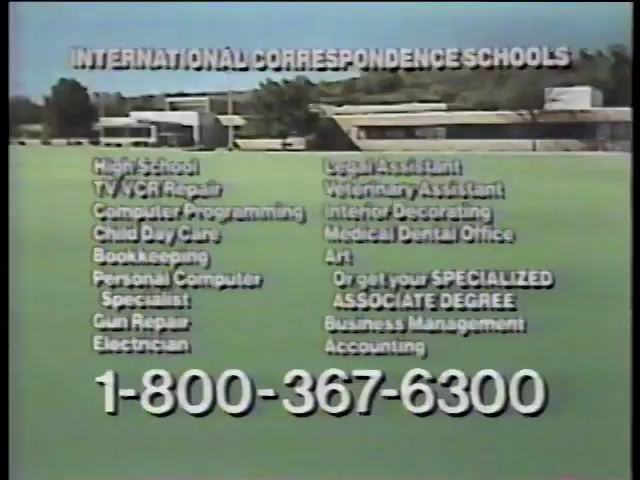 INTERNATIONAL CORRESPONDENCE SCHOOLS
High School
TV VCR Repair
Computer Programming
Child Day Care
Bookkeeping
Personal Computer
Specialist
Gun Repair
Electrician
Legal Assistant
Veterinary Assistant
Interior Decorating
Medical Dental Office
Art
Or get your SPECIALIZED
ASSOCIATE DEGREE
Business Management
Accounting
1-800-367-6300